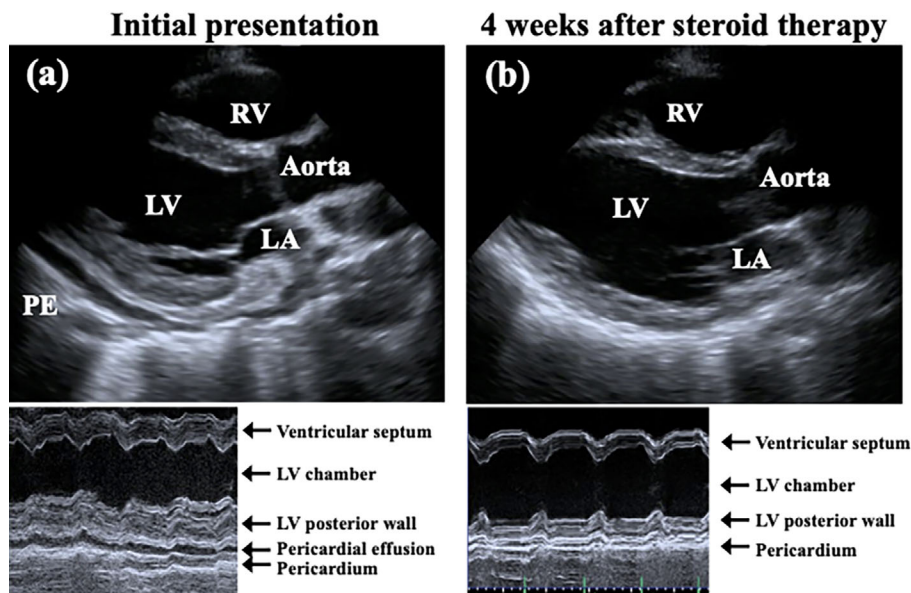 Initial presentation
4 weeks after steroid therapy
(a)
RV
Aorta
LV
LA
PE
(b)
RV
Aorta
LV
LA
Ventricular septum
LV chamber
LV posterior wall
Pericardial effusion
Pericardium
Ventricular septum
LV chamber
LV posterior wall
Pericardium